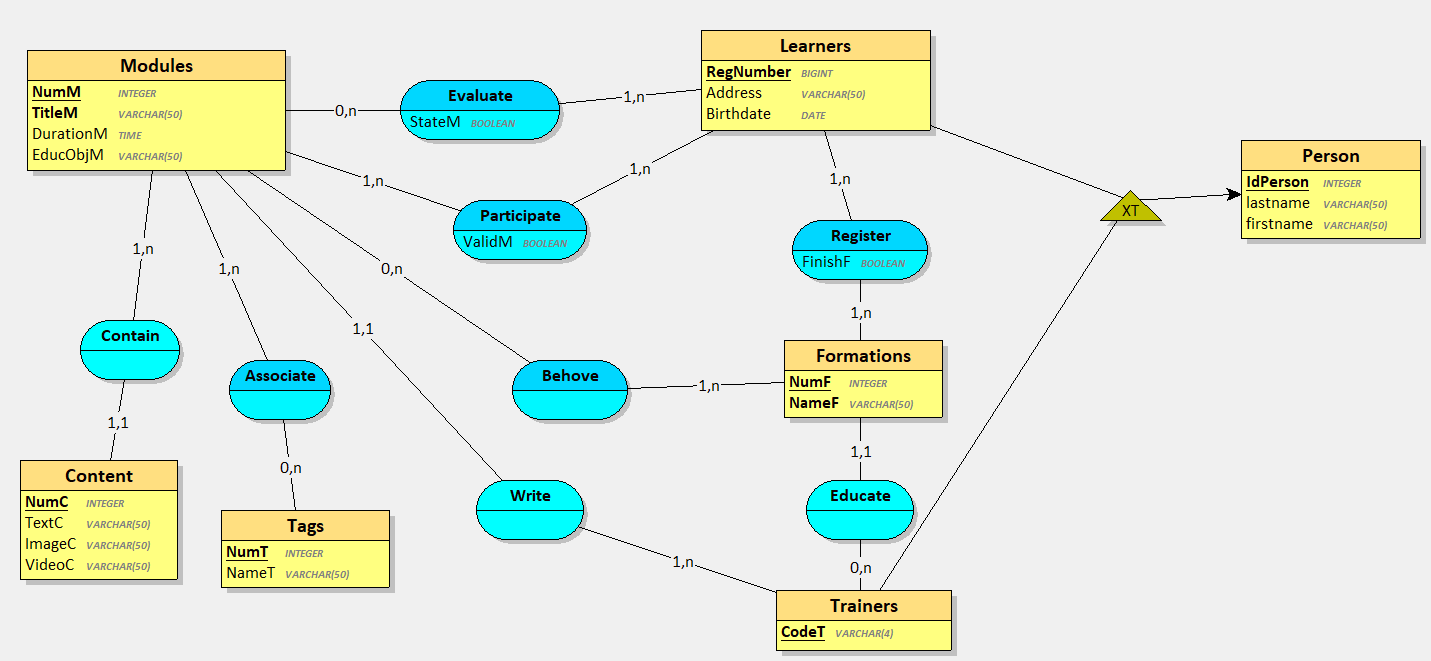 Modules
NumM INTEGER
TitleM VARCHAR(50)
DurationM TIME
EducObjM VARCHAR(50)
0,n
Evaluate
StateM BOOLEAN
1,n
Learners
RegNumber BIGINT
Address VARCHAR(50)
Birthdate DATE
1,n
Participate
ValidM BOOLEAN
1,n
1,n
Register
FinishF BOOLEAN
1,n
XT
Person
IdPerson INTEGER
lastname VARCHAR(50)
firstname VARCHAR(50)
1,n
Contain
1,1
1,n
Associate
0,n
0,n
Behove
1,n
1,1
Write
1,n
Formations
NumF INTEGER
NameF VARCHAR(50)
1,1
Educate
0,n
Content
NumC INTEGER
TextC VARCHAR(50)
ImageC VARCHAR(50)
VideoC VARCHAR(50)
Tags
NumT INTEGER
NameT VARCHAR(50)
Trainers
CodeT VARCHAR(4)